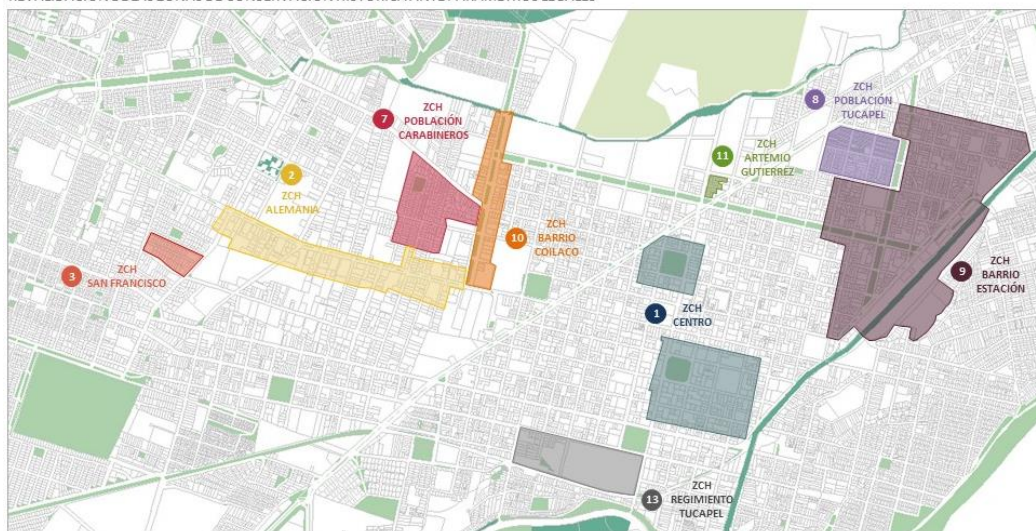 7
ZCH
POBLACIÓN
CARABINEROS
8
ZCH
POBLACIÓN
TUCAPEL
11
ZCH
ARTEMIO
GUTIERREZ
2
ZCH
ALEMANIA
10
ZCH
BARRIO
COILACO
3
ZCH
SAN FRANCISCO
9
ZCH
BARRIO
ESTACIÓN
1
ZCH
CENTRO
13
ZCH
REGIMIENTO
TUCAPEL